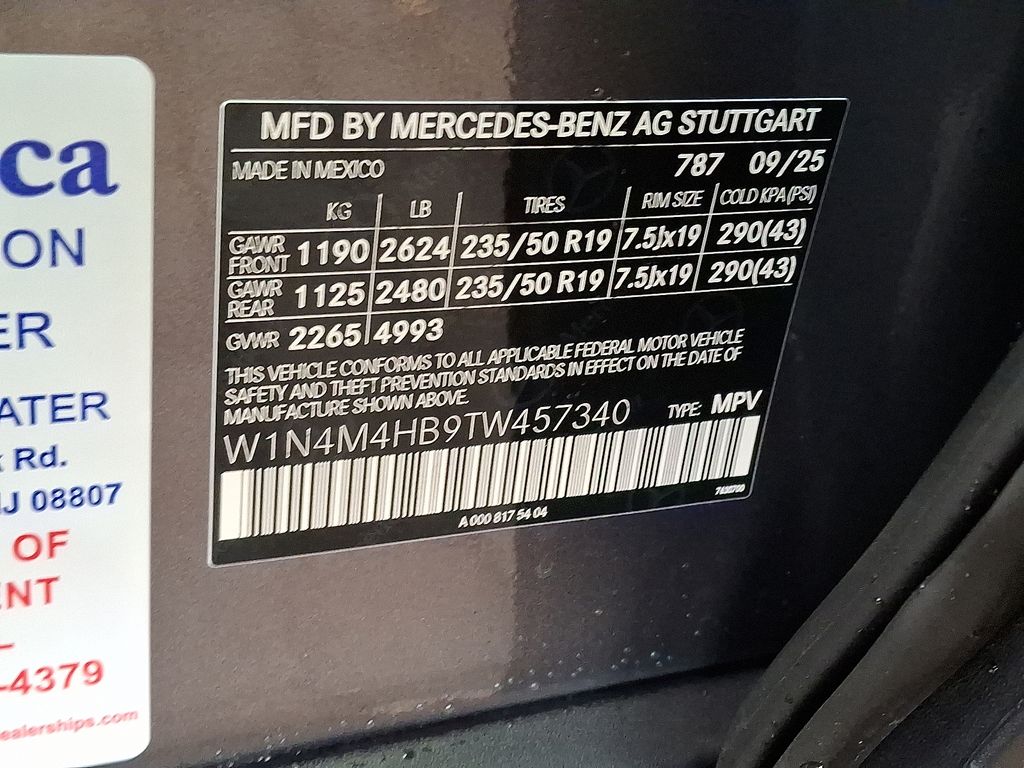 MFD BY MERCEDES-BENZ AG STUTTGART
MADE IN MEXICO 787 09/25
KG LB TIRES RIM SIZE COLD KPA (PSI)
GAWR FRONT 1190 2624 235/50 R19 7.5Jx19 290(43)
GAWR REAR 1125 2480 235/50 R19 7.5Jx19 290(43)
GVWR 2265 4993
THIS VEHICLE CONFORMS TO ALL APPLICABLE FEDERAL MOTOR VEHICLE
SAFETY AND THEFT PREVENTION STANDARDS IN EFFECT ON THE DATE OF
MANUFACTURE SHOWN ABOVE.
W1N4M4HB9TW457340 TYPE: MPV
A 000 817 54 04
ca
ON
ER
ATER
Rd.
NJ 08807
OF
ENT
-4379
ealerships.com